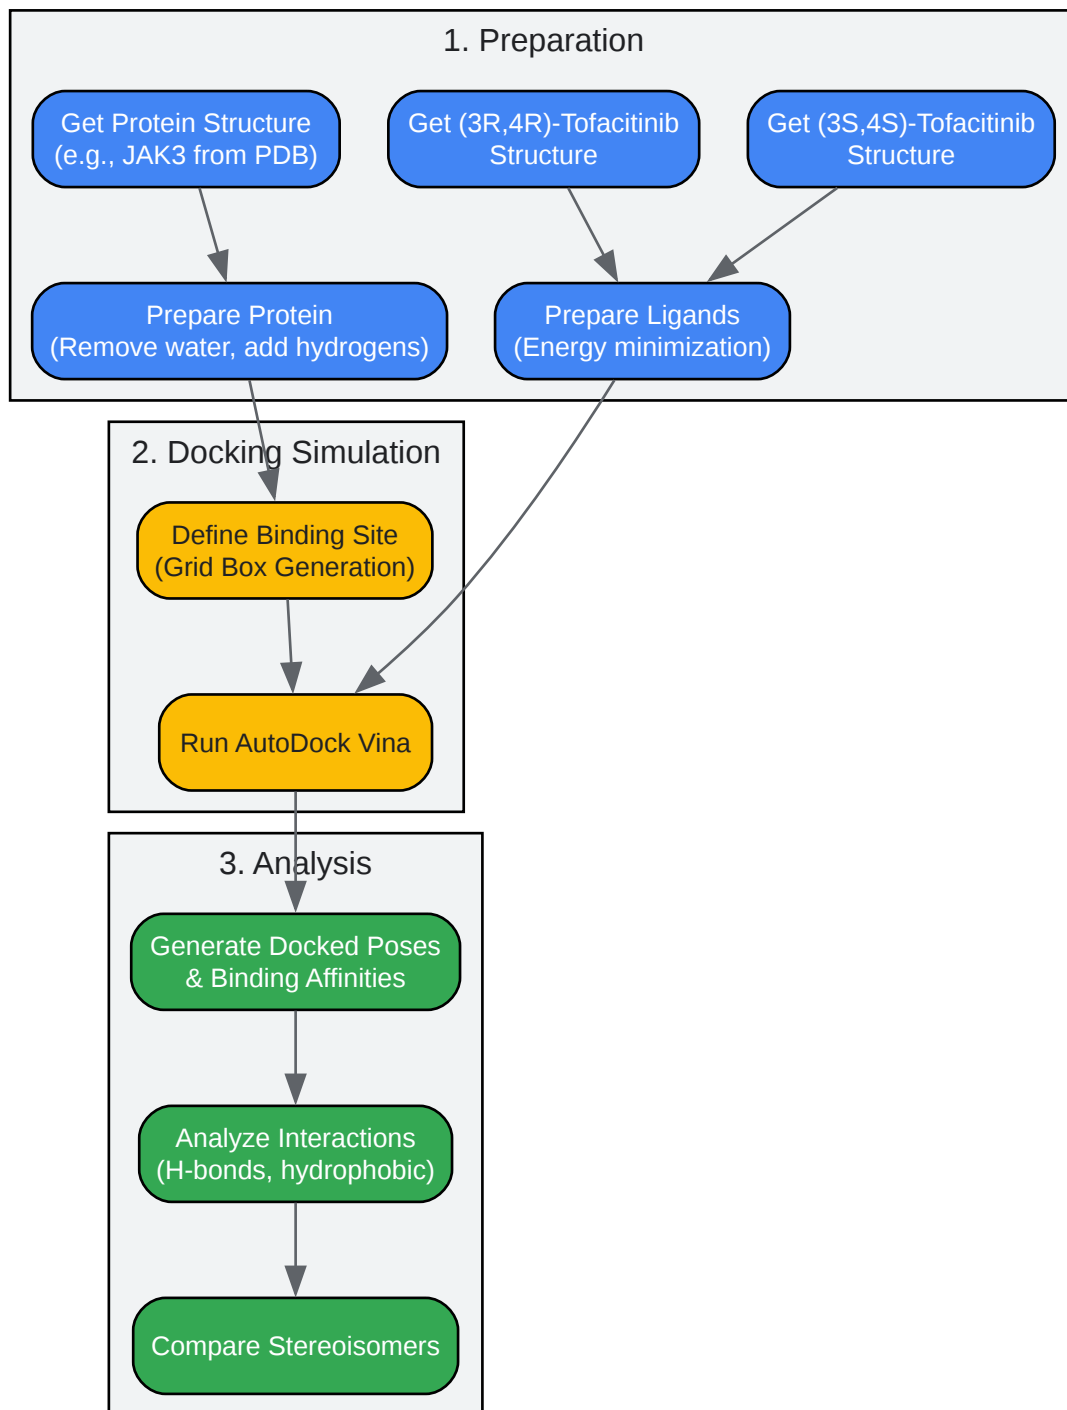 1. Preparation
Get Protein Structure
(e.g., JAK3 from PDB)
Get (3R,4R)-Tofacitinib
Structure
Get (3S,4S)-Tofacitinib
Structure
Prepare Protein
(Remove water, add hydrogens)
Prepare Ligands
(Energy minimization)
2. Docking Simulation
Define Binding Site
(Grid Box Generation)
Run AutoDock Vina
3. Analysis
Generate Docked Poses
& Binding Affinities
Analyze Interactions
(H-bonds, hydrophobic)
Compare Stereoisomers